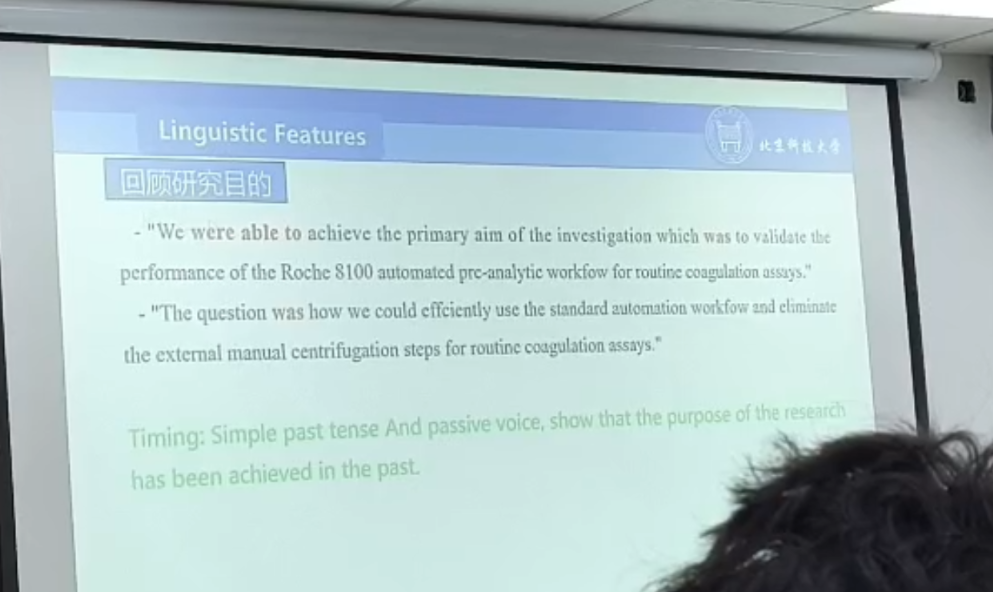 Linguistic Features
北京科技大学
回顾研究目的
- "We were able to achieve the primary aim of the investigation which was to validate the
performance of the Roche 8100 automated pre-analytic workfow for routine coagulation assays."
- "The question was how we could effciently use the standard automation workfow and eliminate
the external manual centrifugation steps for routine coagulation assays."
Timing: Simple past tense And passive voice, show that the purpose of the research
has been achieved in the past.